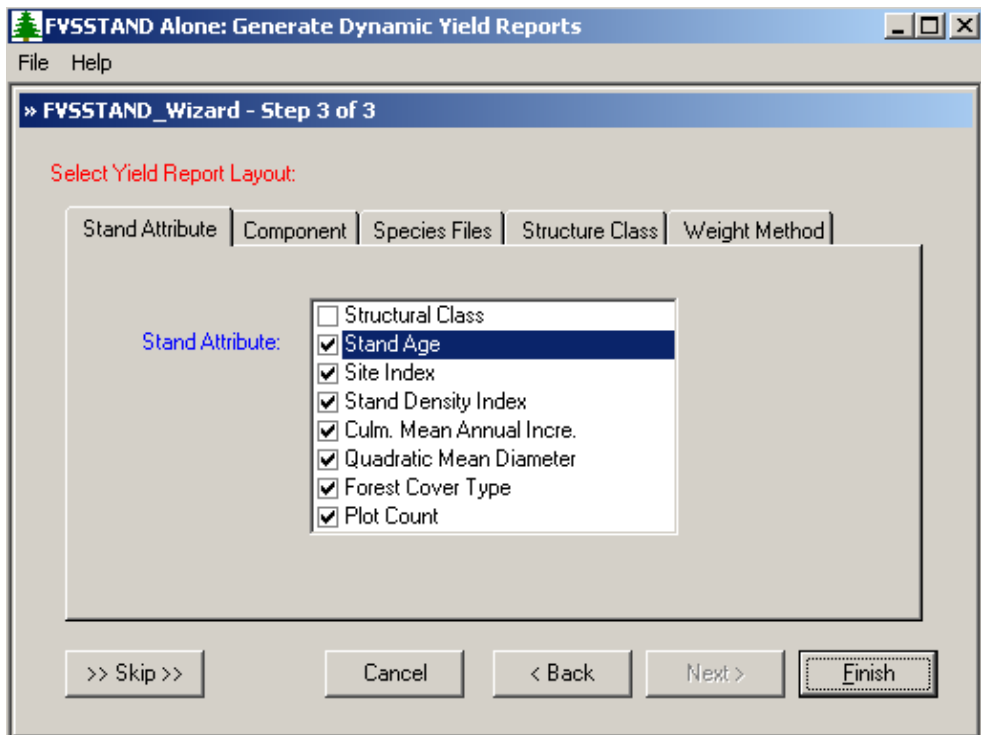 FVSSTAND Alone: Generate Dynamic Yield Reports
File Help
» FVSSTAND_Wizard - Step 3 of 3
Select Yield Report Layout:
Stand Attribute Component Species Files Structure Class Weight Method
Stand Attribute:
Structural Class
Stand Age
Site Index
Stand Density Index
Culm. Mean Annual Incre.
Quadratic Mean Diameter
Forest Cover Type
Plot Count
>> Skip >> Cancel < Back Next > Finish